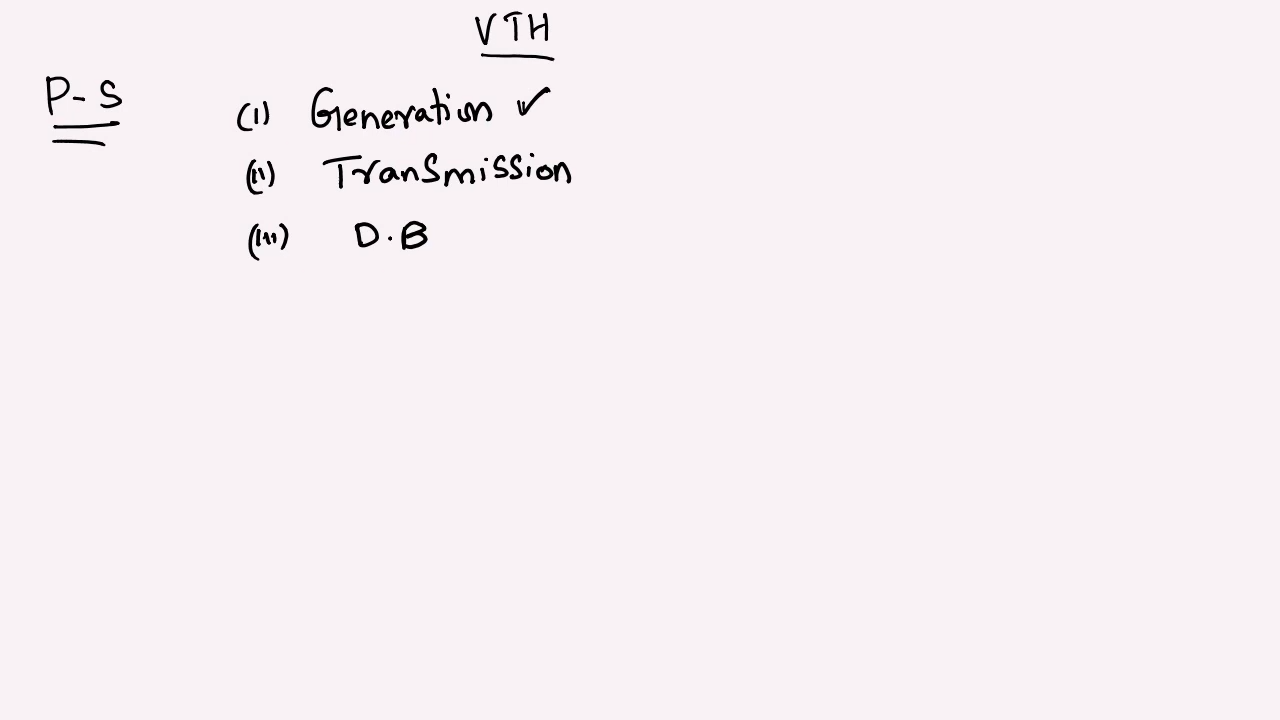 VTH
P-S
(i) Generation ✓
(ii) Transmission
(iii) D.B